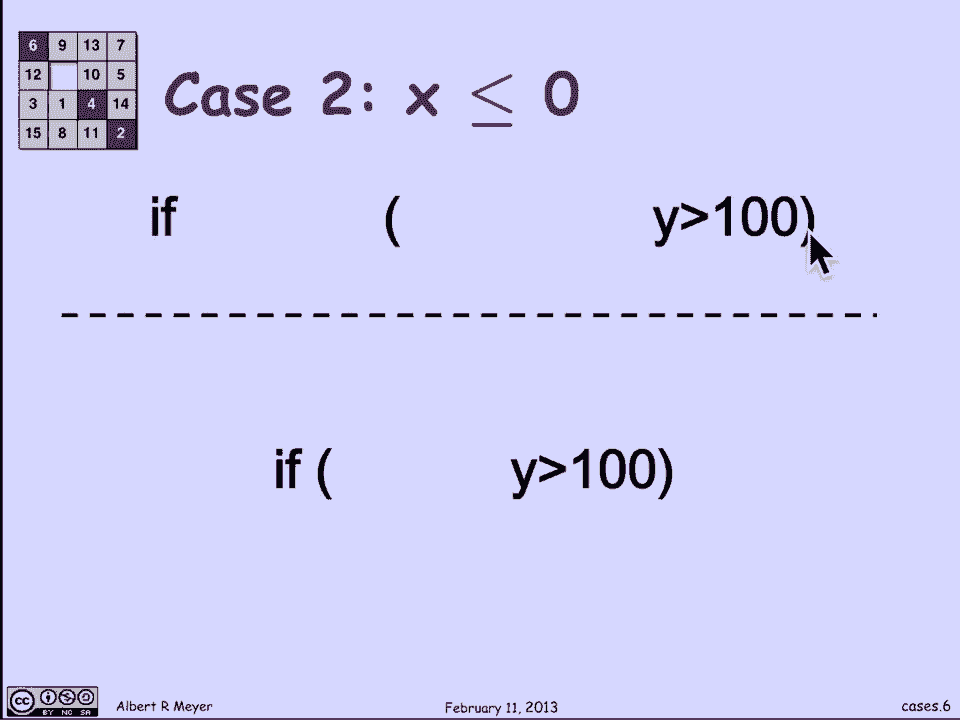 6 9 13 7
12 10 5
3 1 4 14
15 8 11 2
Case 2: x ≤ 0
if ( y>100)
if ( y>100)
cc BY NC SA Albert R Meyer February 11, 2013 cases.6